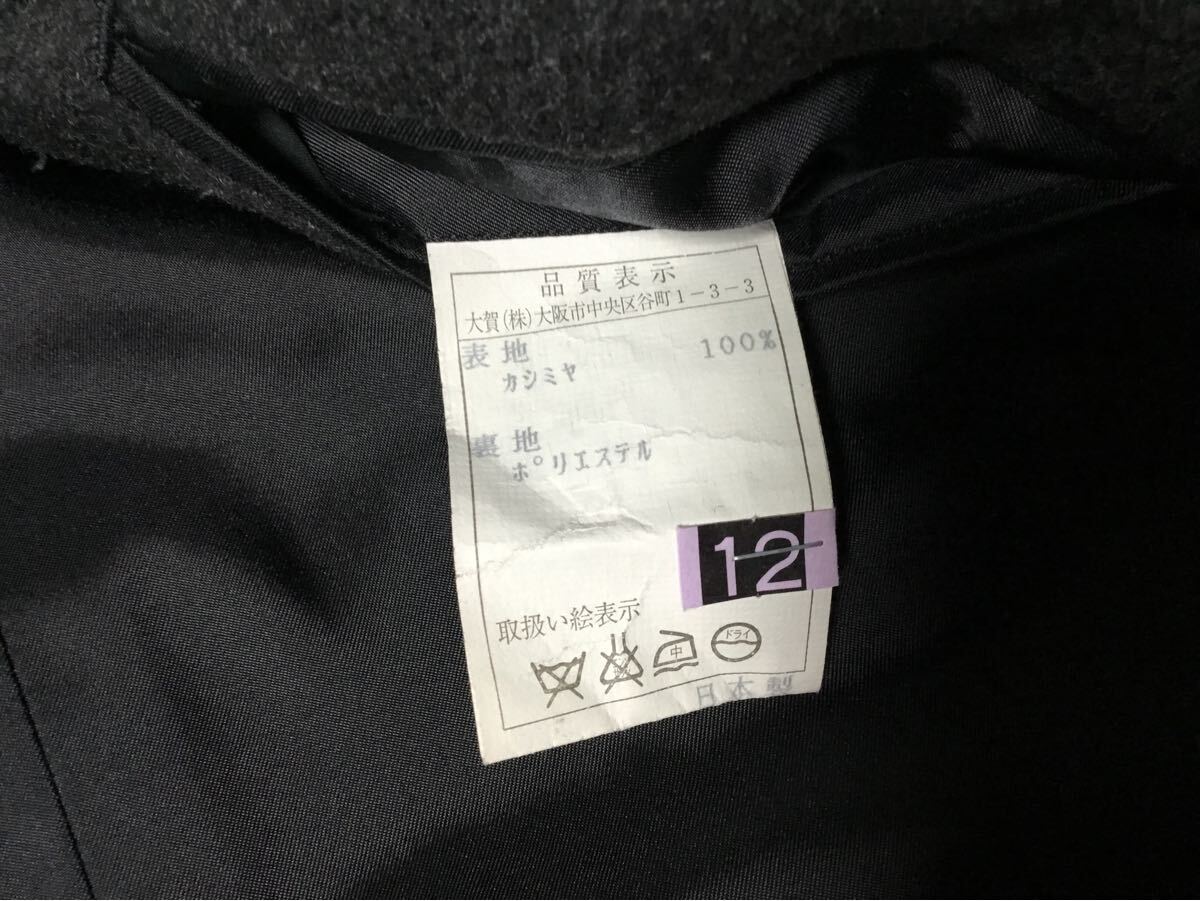 品質表示
大賀(株)大阪市中央区谷町1-3-3
表地 100%
カシミヤ
裏地
ポリエステル
12
取扱い絵表示
中 ドライ
日本製